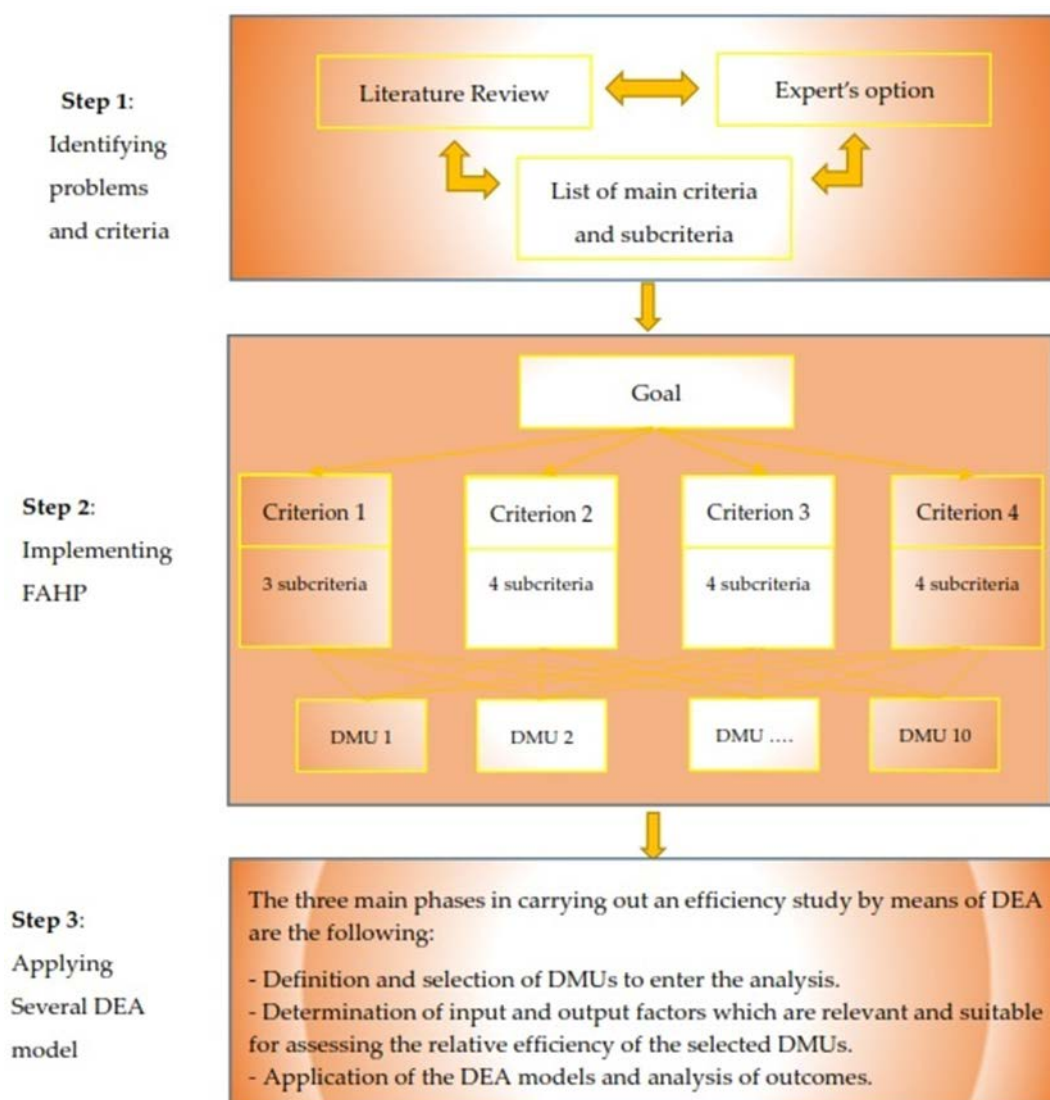 Step 1:
Identifying
problems
and criteria
Literature Review
Expert's option
List of main criteria
and subcriteria
Step 2:
Implementing
FAHP
Goal
Criterion 1
Criterion 2
Criterion 3
Criterion 4
3 subcriteria
4 subcriteria
4 subcriteria
4 subcriteria
DMU 1
DMU 2
DMU ….
DMU 10
Step 3:
Applying
Several DEA
model
The three main phases in carrying out an efficiency study by means of DEA
are the following:
- Definition and selection of DMUs to enter the analysis.
- Determination of input and output factors which are relevant and suitable
for assessing the relative efficiency of the selected DMUs.
- Application of the DEA models and analysis of outcomes.